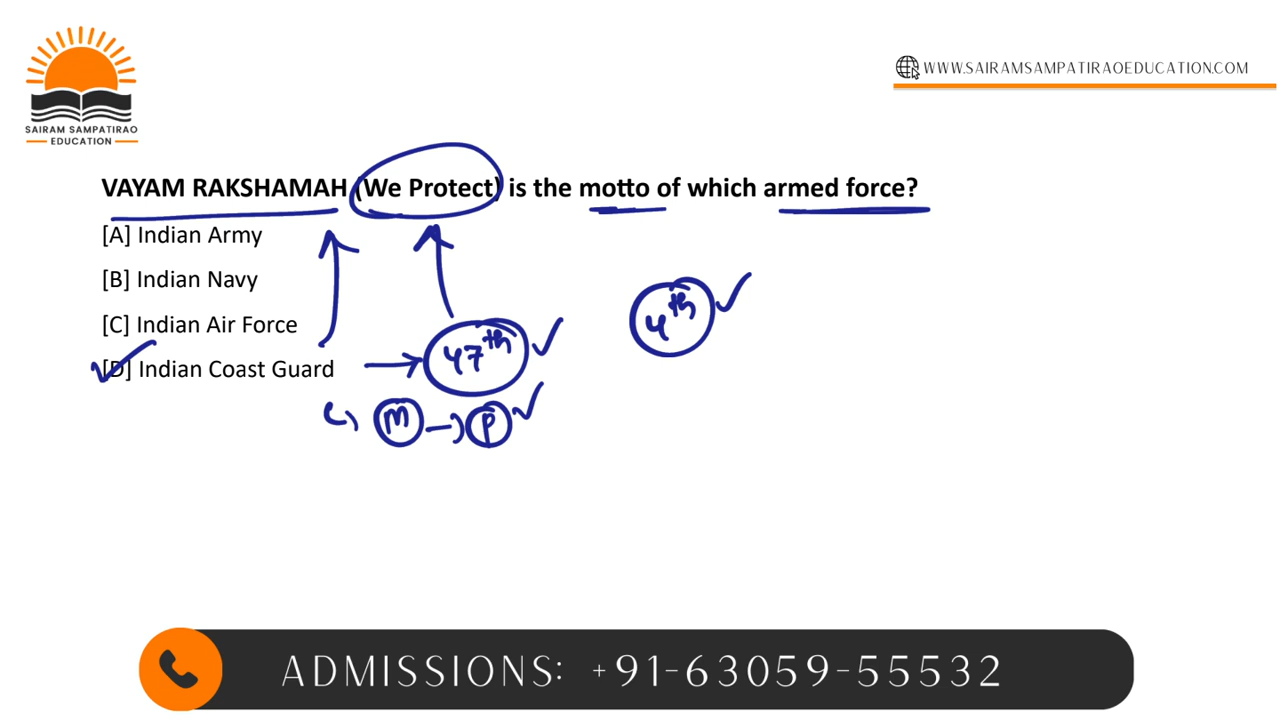 SAIRAM SAMPATIRAO
EDUCATION
WWW.SAIRAMSAMPATIRAOEDUCATION.COM
VAYAM RAKSHAMAH (We Protect) is the motto of which armed force?
[A] Indian Army
[B] Indian Navy
4th
[C] Indian Air Force
47th
[D] Indian Coast Guard
M P
ADMISSIONS: +91-63059-55532